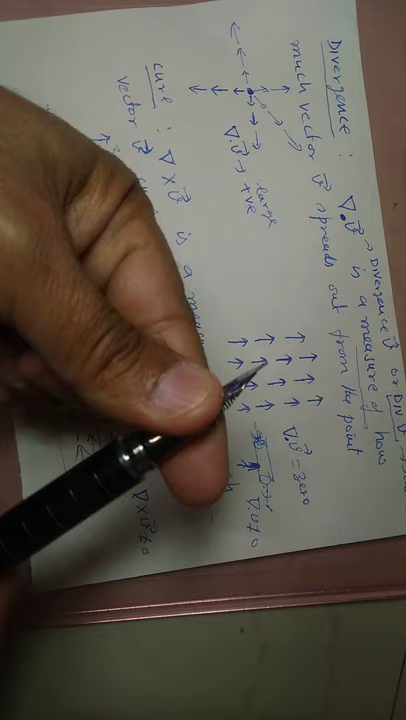 → Divergence v⃗ or DIV v⃗
Divergence : ∇⃗.v⃗ is a measure of how
much vector v⃗ spreads out from the point
∇.v⃗ → +ve large
∇.v⃗ = zero
∇.v ≠ 0
curl : ∇ × v⃗ is a
vector v⃗
∇ × v⃗ ≠ 0